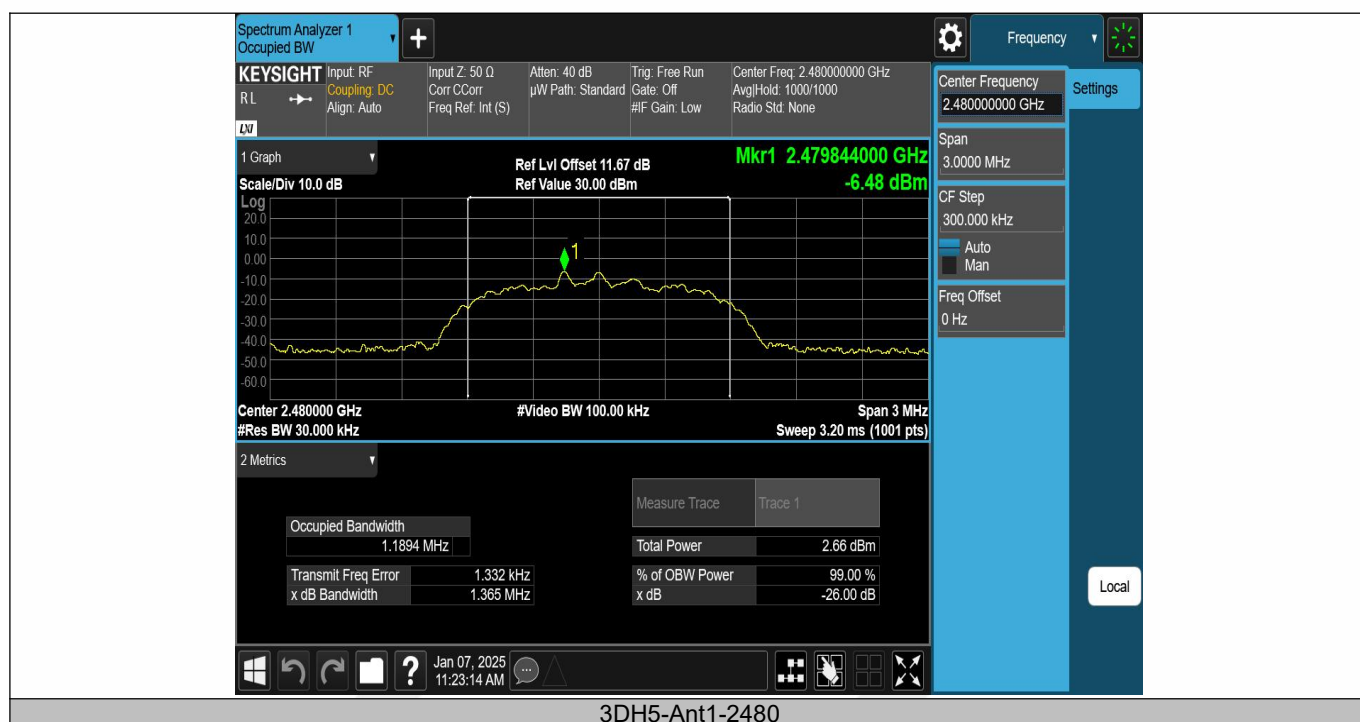 Spectrum Analyzer 1
Occupied BW
Frequency
KEYSIGHT
RL
LXI
Input: RF
Coupling: DC
Align: Auto
Input Z: 50 Ω
Corr CCorr
Freq Ref: Int (S)
Atten: 40 dB
µW Path: Standard
Trig: Free Run
Gate: Off
#IF Gain: Low
Center Freq: 2.480000000 GHz
Avg|Hold: 1000/1000
Radio Std: None
Center Frequency
2.480000000 GHz
Settings
Span
3.0000 MHz
CF Step
300.000 kHz
Auto
Man
Freq Offset
0 Hz
Local
1 Graph
Scale/Div 10.0 dB
Ref Lvl Offset 11.67 dB
Ref Value 30.00 dBm
Mkr1 2.479844000 GHz
-6.48 dBm
Log
20.0
10.0
0.00
-10.0
-20.0
-30.0
-40.0
-50.0
-60.0
1
Center 2.480000 GHz
#Video BW 100.00 kHz
Span 3 MHz
#Res BW 30.000 kHz
Sweep 3.20 ms (1001 pts)
2 Metrics
Measure Trace
Trace 1
Occupied Bandwidth
1.1894 MHz
Total Power
2.66 dBm
Transmit Freq Error
1.332 kHz
% of OBW Power
99.00 %
x dB Bandwidth
1.365 MHz
x dB
-26.00 dB
?
Jan 07, 2025
11:23:14 AM
3DH5-Ant1-2480